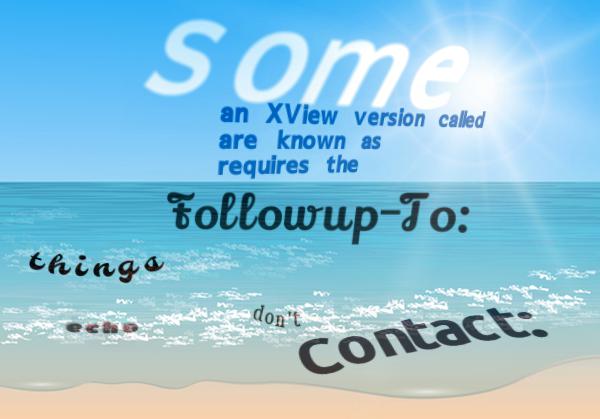 Some
an XView version called
are known as
requires the
Followup-To:
things
echo
don't
Contact: